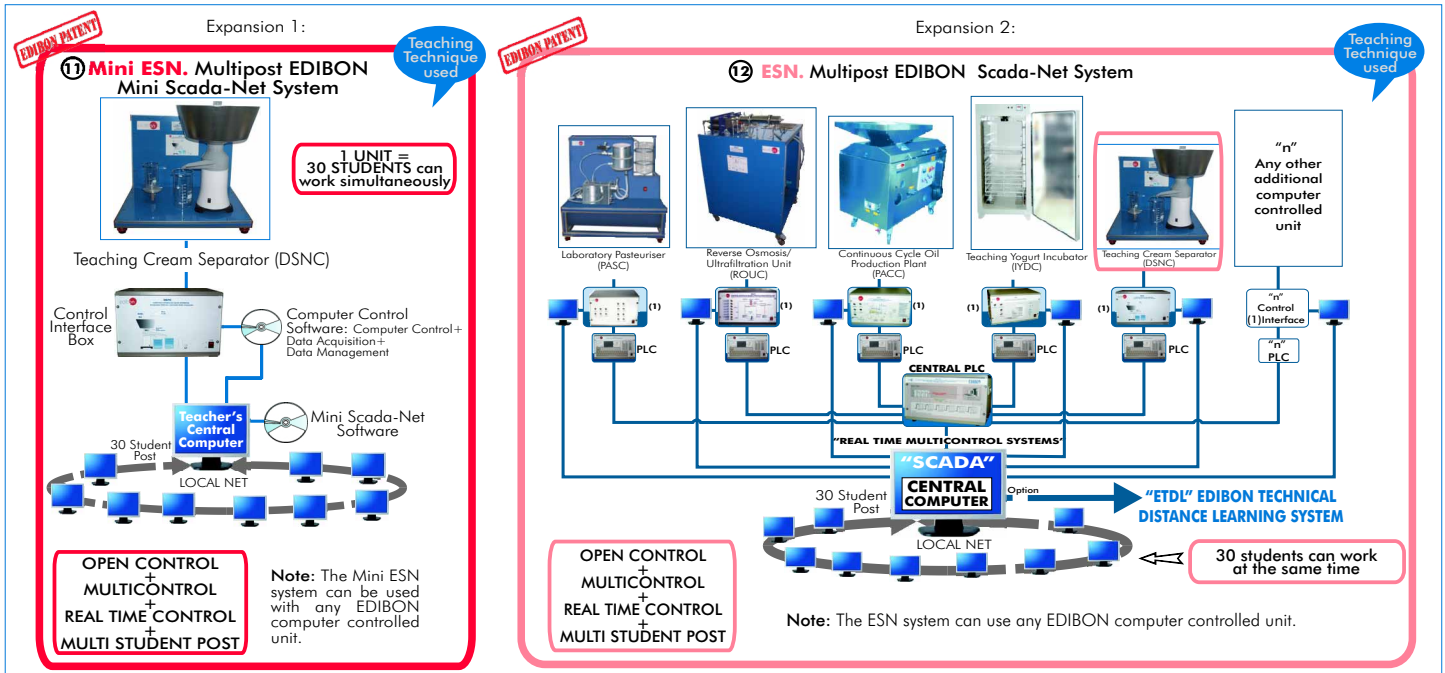 Expansion 1:
EDIBON PATENT
Teaching
Technique
used
11 Mini ESN. Multipost EDIBON
Mini Scada-Net System
1 UNIT =
30 STUDENTS can
work simultaneously
Teaching Cream Separator (DSNC)
Control
Interface
Box
Computer Control
Software: Computer Control+
Data Acquisition+
Data Management
Teacher's
Central
Computer
Mini Scada-Net
Software
30 Student
Post
LOCAL NET
OPEN CONTROL
+
MULTICONTROL
+
REAL TIME CONTROL
+
MULTI STUDENT POST
Note: The Mini ESN
system can be used
with any EDIBON
computer controlled
unit.
Expansion 2:
EDIBON PATENT
Teaching
Technique
used
12 ESN. Multipost EDIBON Scada-Net System
Laboratory Pasteuriser
(PASC)
Reverse Osmosis/
Ultrafiltration Unit
(ROUC)
Continuous Cycle Oil
Production Plant
(PACC)
Teaching Yogurt Incubator
(IYDC)
Teaching Cream Separator
(DSNC)
"n"
Any other
additional
computer
controlled
unit
(1)
(1)
(1)
(1)
(1)
"n"
Control
(1)Interface
PLC
PLC
PLC
PLC
PLC
"n"
PLC
CENTRAL PLC
"REAL TIME MULTICONTROL SYSTEMS"
"SCADA"
CENTRAL
COMPUTER
Option
"ETDL" EDIBON TECHNICAL
DISTANCE LEARNING SYSTEM
30 Student
Post
LOCAL NET
30 students can work
at the same time
OPEN CONTROL
+
MULTICONTROL
+
REAL TIME CONTROL
+
MULTI STUDENT POST
Note: The ESN system can use any EDIBON computer controlled unit.